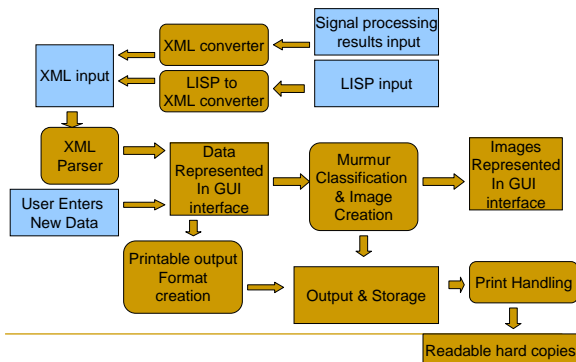 Signal processing
results input
XML converter
XML input
LISP to
XML converter
LISP input
XML
Parser
Data
Represented
In GUI
interface
Murmur
Classification
& Image
Creation
Images
Represented
In GUI
interface
User Enters
New Data
Printable output
Format
creation
Output & Storage
Print Handling
Readable hard copies